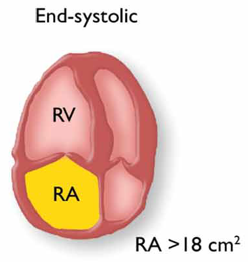 End-systolic
RV
RA
RA >18 cm²